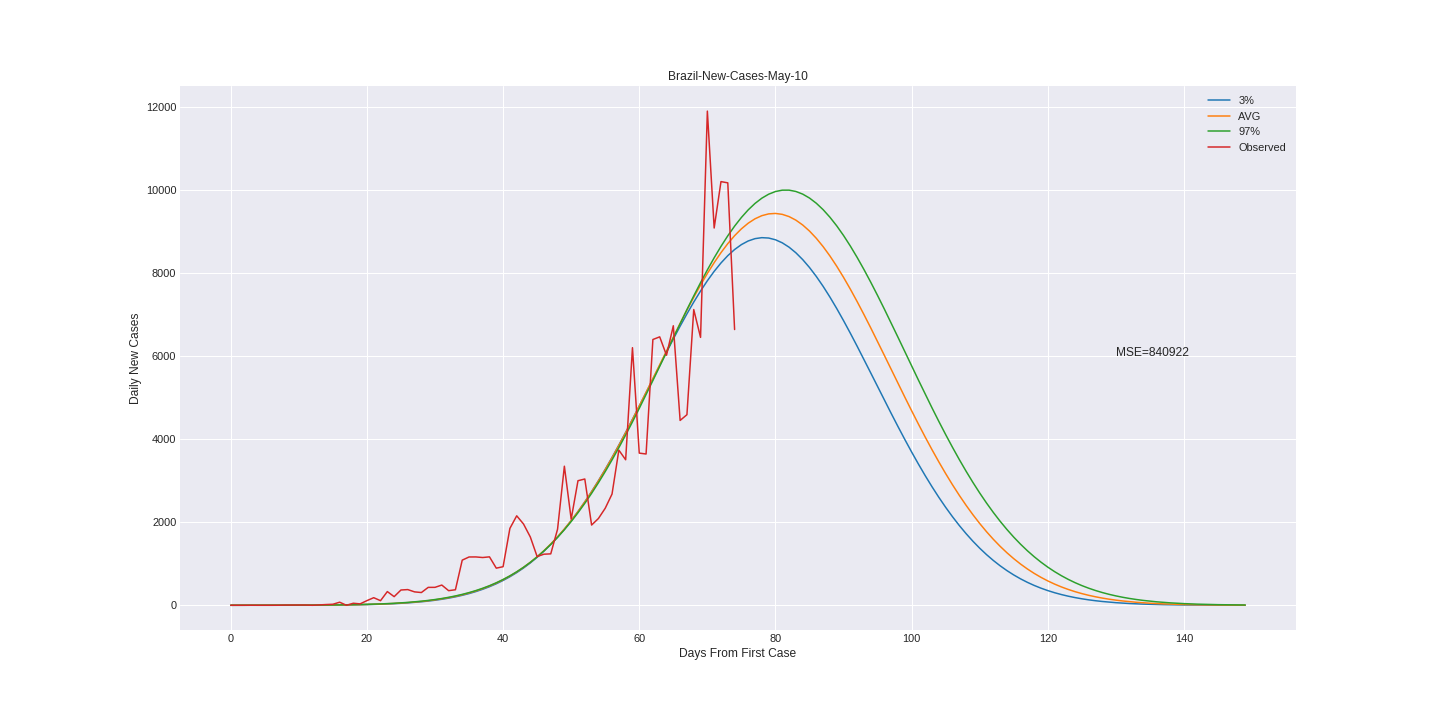 Brazil-New-Cases-May-10
3%
AVG
97%
Observed
12000
10000
8000
6000
4000
2000
0
Daily New Cases
MSE=840922
0 20 40 60 80 100 120 140
Days From First Case